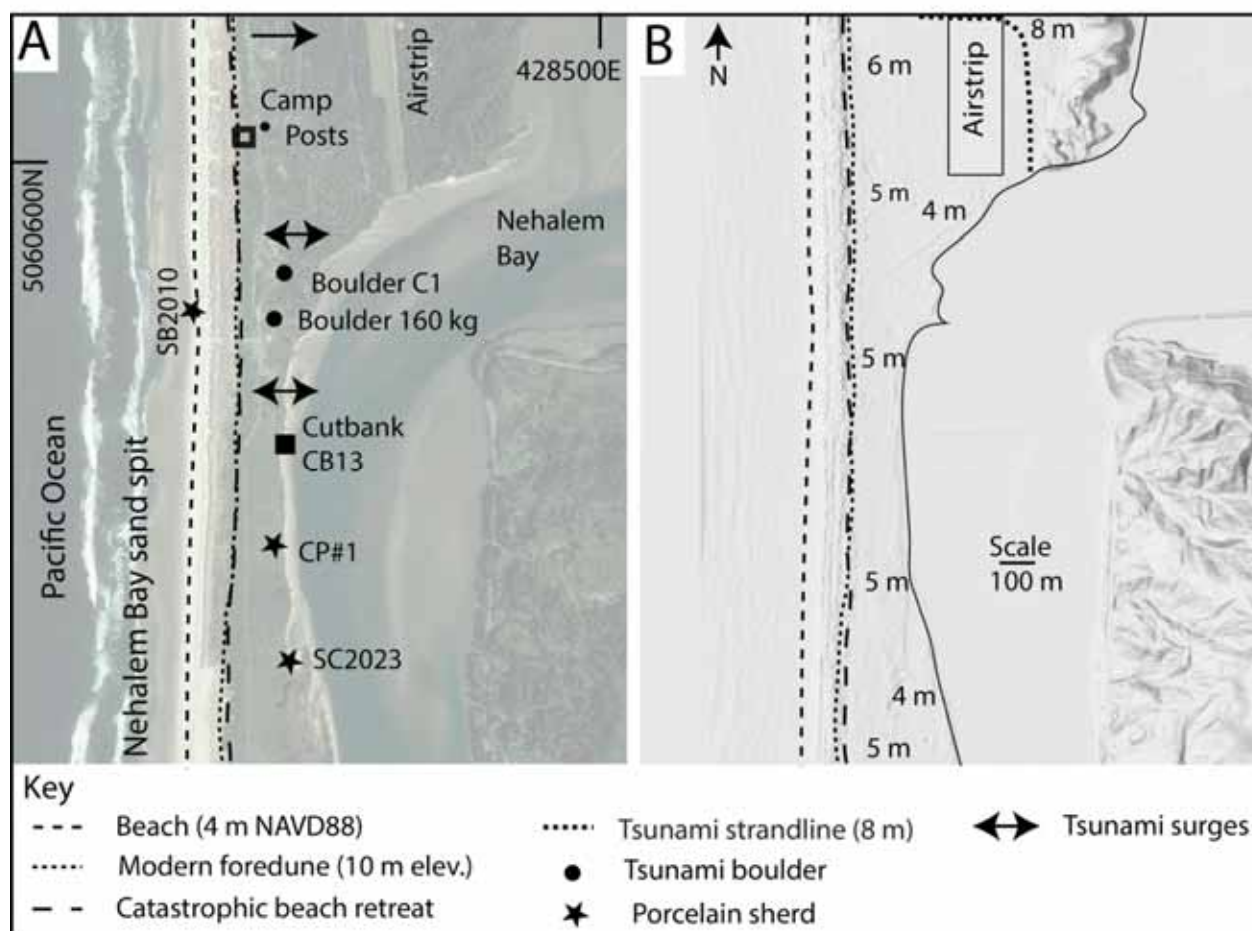 A
428500E
Airstrip
Camp
Posts
5060600N
Nehalem
Bay
SB2010
Boulder C1
Boulder 160 kg
Cutbank
CB13
Pacific Ocean
Nehalem Bay sand spit
CP#1
SC2023
B
N
8 m
6 m
Airstrip
5 m
4 m
5 m
Scale
100 m
5 m
4 m
5 m
Key
Beach (4 m NAVD88)
Modern foredune (10 m elev.)
Catastrophic beach retreat
Tsunami strandline (8 m)
Tsunami boulder
Porcelain sherd
Tsunami surges